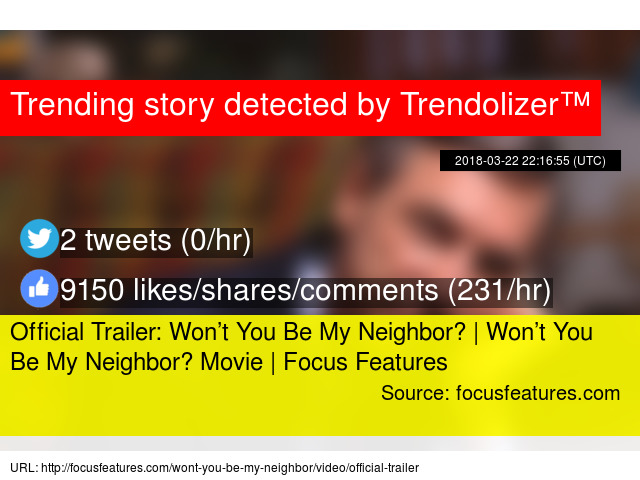 Trending story detected by Trendolizer™
2018-03-22 22:16:55 (UTC)
2 tweets (0/hr)
9150 likes/shares/comments (231/hr)
Official Trailer: Won’t You Be My Neighbor? | Won’t You
Be My Neighbor? Movie | Focus Features
Source: focusfeatures.com
URL: http://focusfeatures.com/wont-you-be-my-neighbor/video/official-trailer